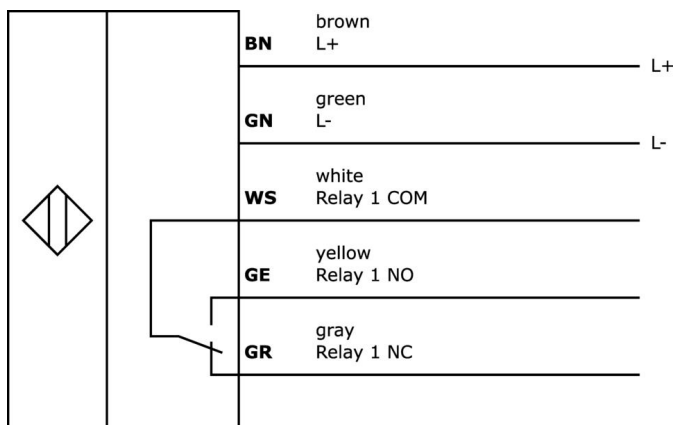 brown
BN L+
L+
green
GN L-
L-
white
WS Relay 1 COM
yellow
GE Relay 1 NO
gray
GR Relay 1 NC